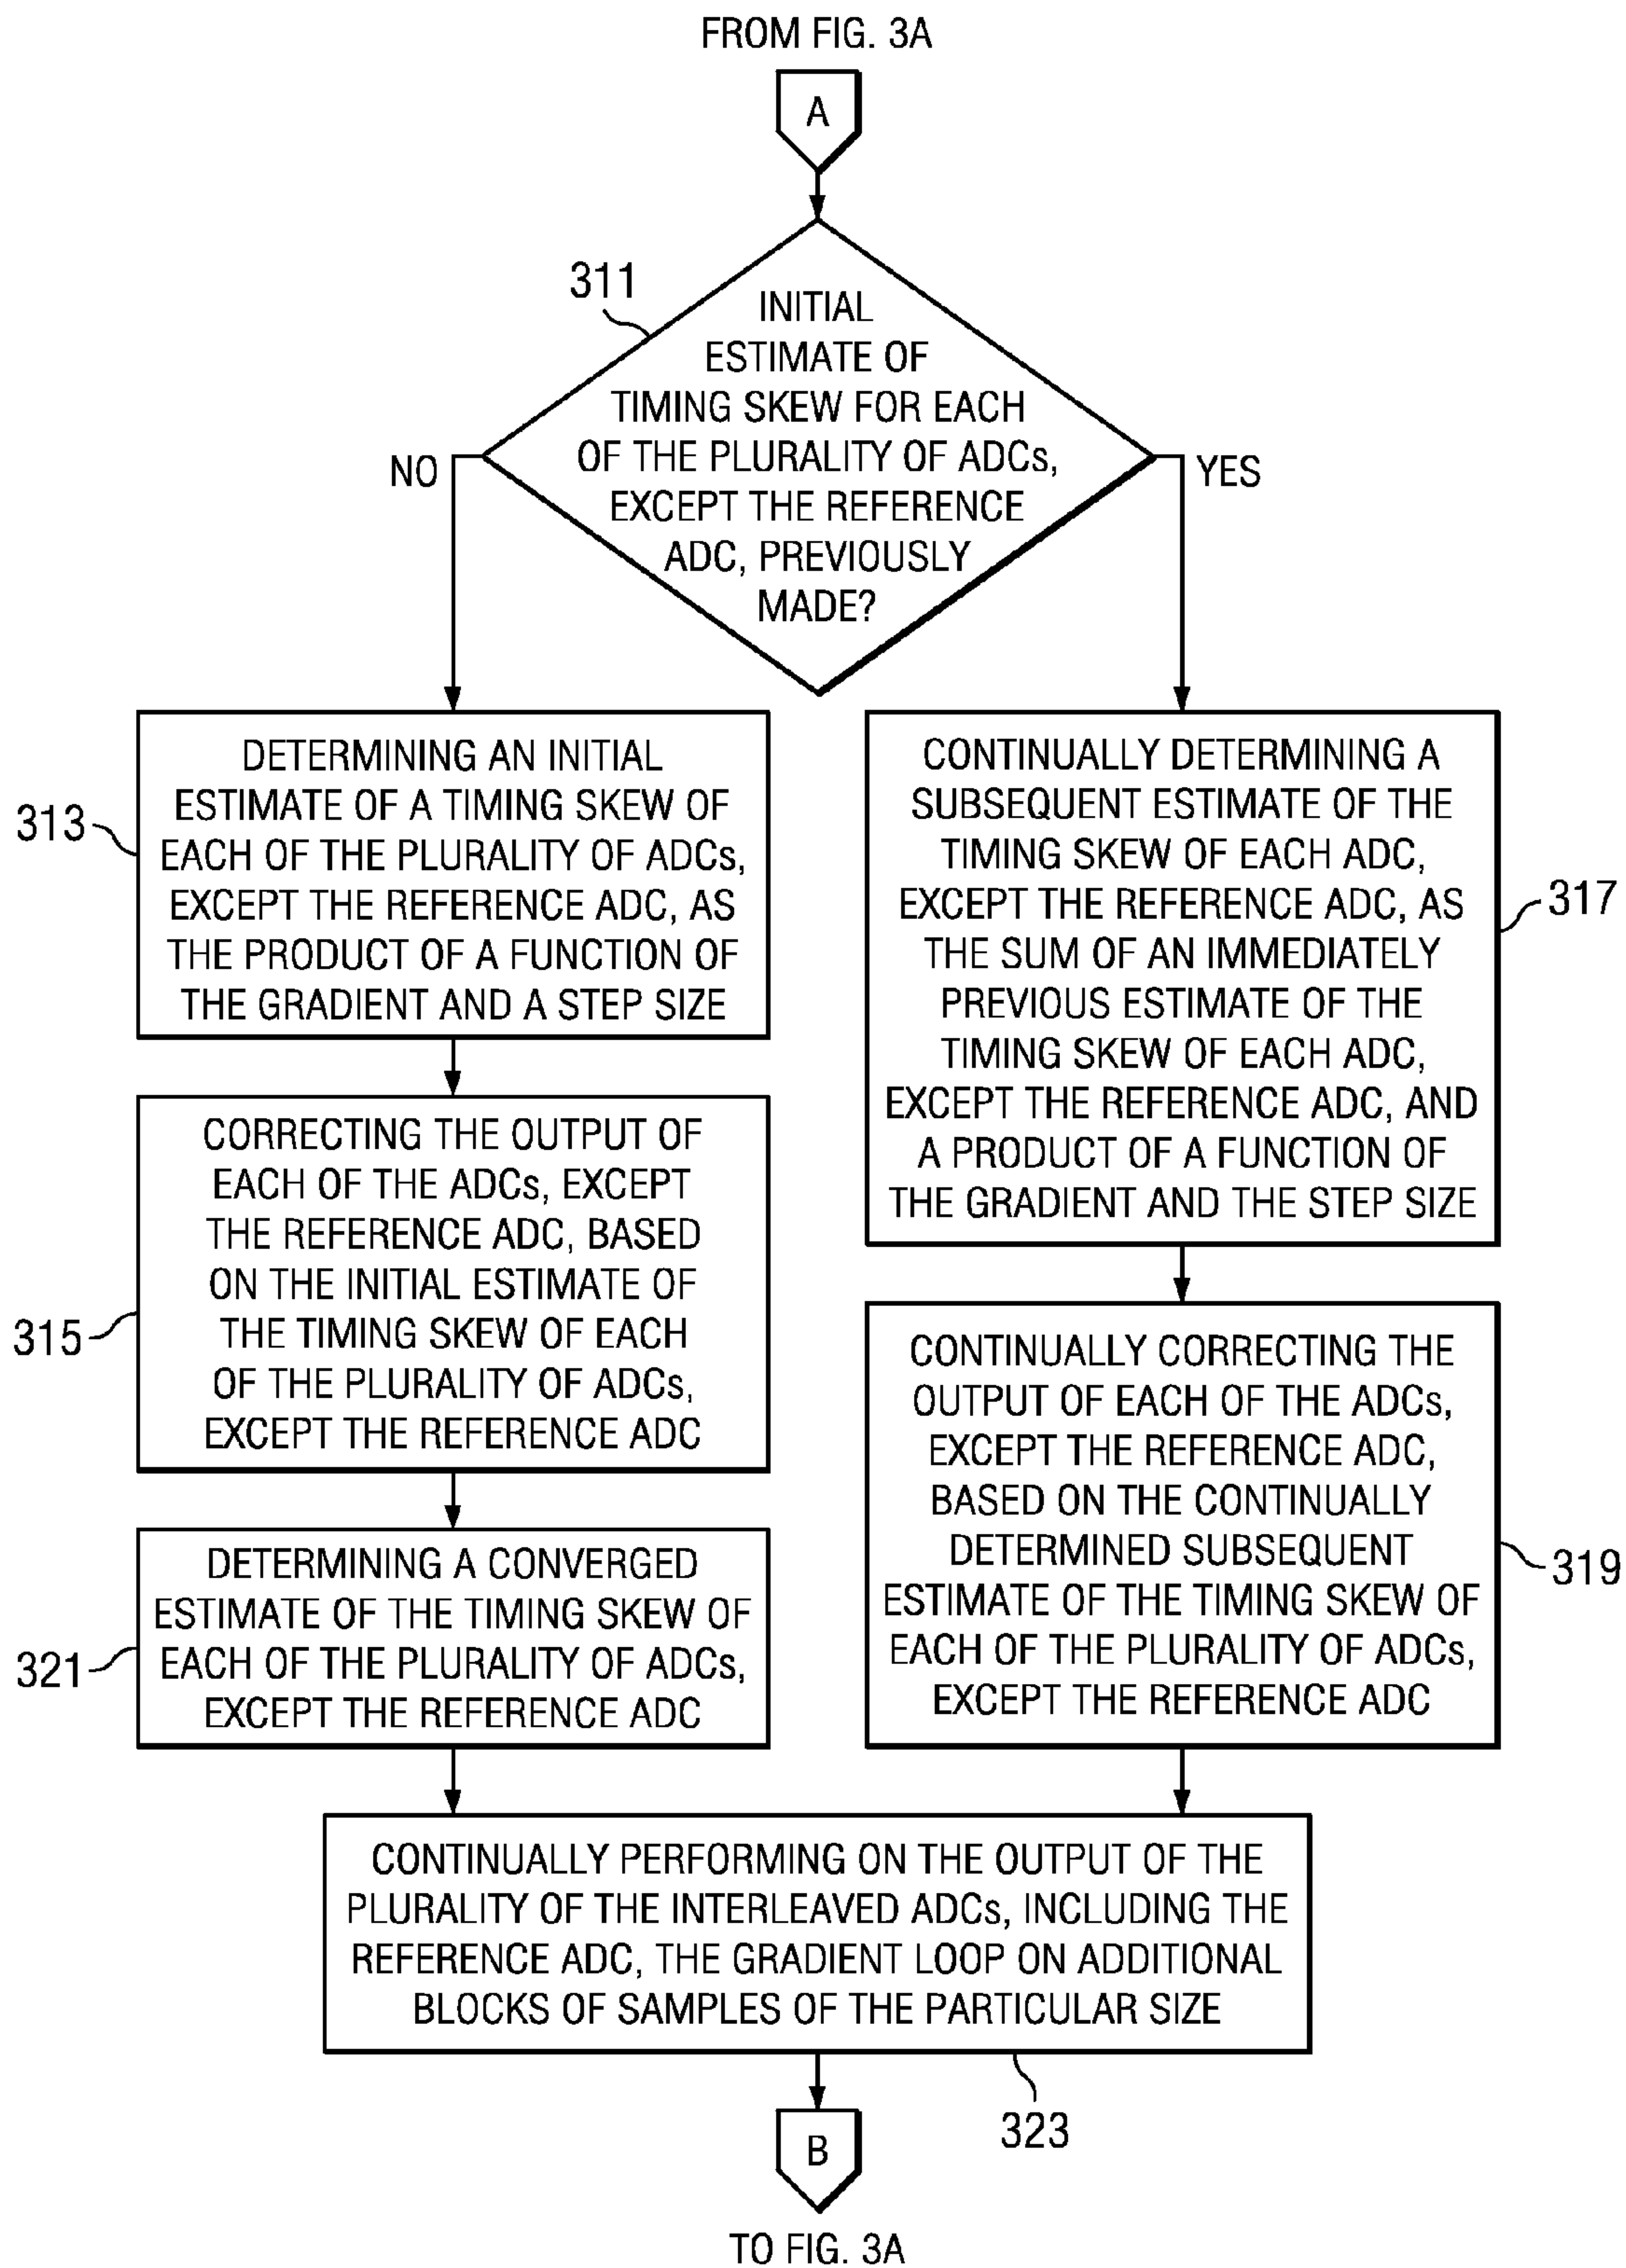 FROM FIG. 3A
A
311
INITIAL
ESTIMATE OF
TIMING SKEW FOR EACH
OF THE PLURALITY OF ADCs,
EXCEPT THE REFERENCE
ADC, PREVIOUSLY
MADE?
NO
YES
313
DETERMINING AN INITIAL
ESTIMATE OF A TIMING SKEW OF
EACH OF THE PLURALITY OF ADCs,
EXCEPT THE REFERENCE ADC, AS
THE PRODUCT OF A FUNCTION OF
THE GRADIENT AND A STEP SIZE
315
CORRECTING THE OUTPUT OF
EACH OF THE ADCs, EXCEPT
THE REFERENCE ADC, BASED
ON THE INITIAL ESTIMATE OF
THE TIMING SKEW OF EACH
OF THE PLURALITY OF ADCs,
EXCEPT THE REFERENCE ADC
321
DETERMINING A CONVERGED
ESTIMATE OF THE TIMING SKEW OF
EACH OF THE PLURALITY OF ADCs,
EXCEPT THE REFERENCE ADC
CONTINUALLY DETERMINING A
SUBSEQUENT ESTIMATE OF THE
TIMING SKEW OF EACH ADC,
EXCEPT THE REFERENCE ADC, AS
THE SUM OF AN IMMEDIATELY
PREVIOUS ESTIMATE OF THE
TIMING SKEW OF EACH ADC,
EXCEPT THE REFERENCE ADC, AND
A PRODUCT OF A FUNCTION OF
THE GRADIENT AND THE STEP SIZE
317
CONTINUALLY CORRECTING THE
OUTPUT OF EACH OF THE ADCs,
EXCEPT THE REFERENCE ADC,
BASED ON THE CONTINUALLY
DETERMINED SUBSEQUENT
ESTIMATE OF THE TIMING SKEW OF
EACH OF THE PLURALITY OF ADCs,
EXCEPT THE REFERENCE ADC
319
CONTINUALLY PERFORMING ON THE OUTPUT OF THE
PLURALITY OF THE INTERLEAVED ADCs, INCLUDING THE
REFERENCE ADC, THE GRADIENT LOOP ON ADDITIONAL
BLOCKS OF SAMPLES OF THE PARTICULAR SIZE
323
B
TO FIG. 3A